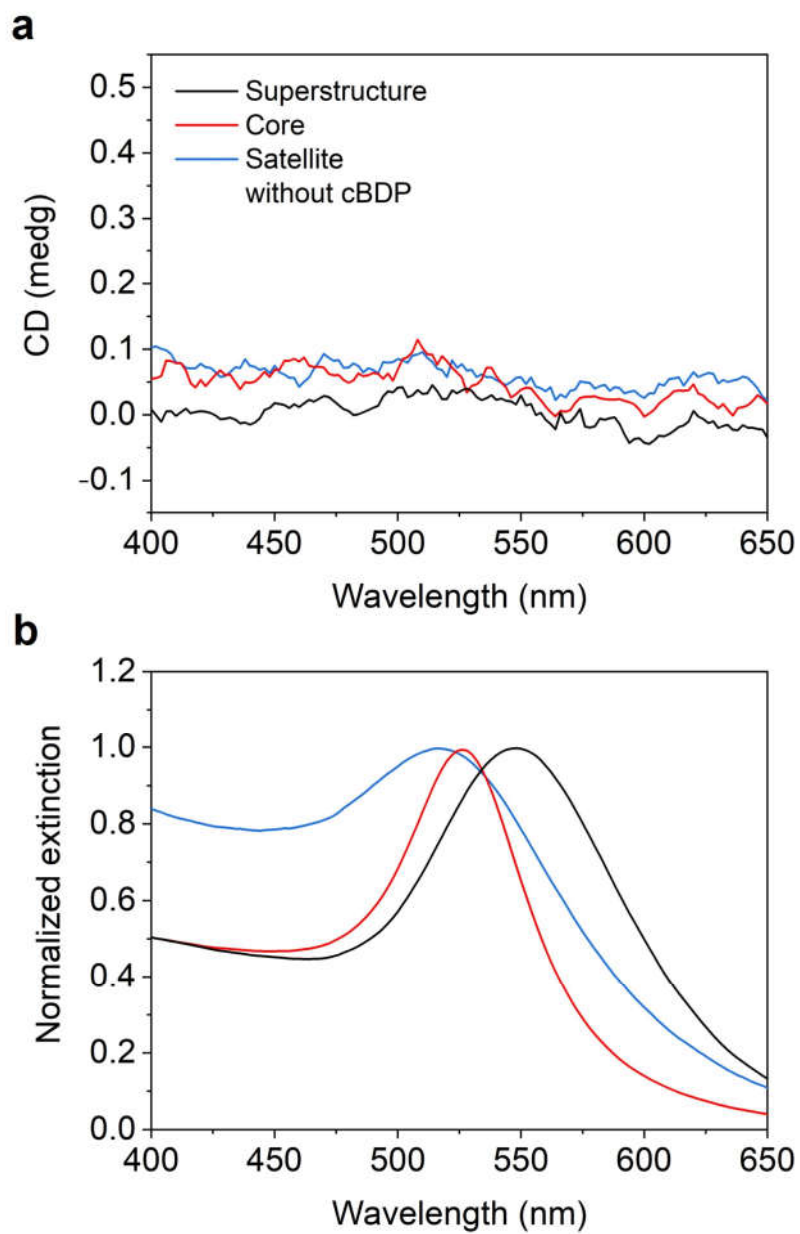 a
0.5
0.4
0.3
0.2
0.1
0.0
-0.1
CD (medg)
Superstructure
Core
Satellite
without cBDP
400 450 500 550 600 650
Wavelength (nm)
b
1.2
1.0
0.8
0.6
0.4
0.2
0.0
Normalized extinction
400 450 500 550 600 650
Wavelength (nm)